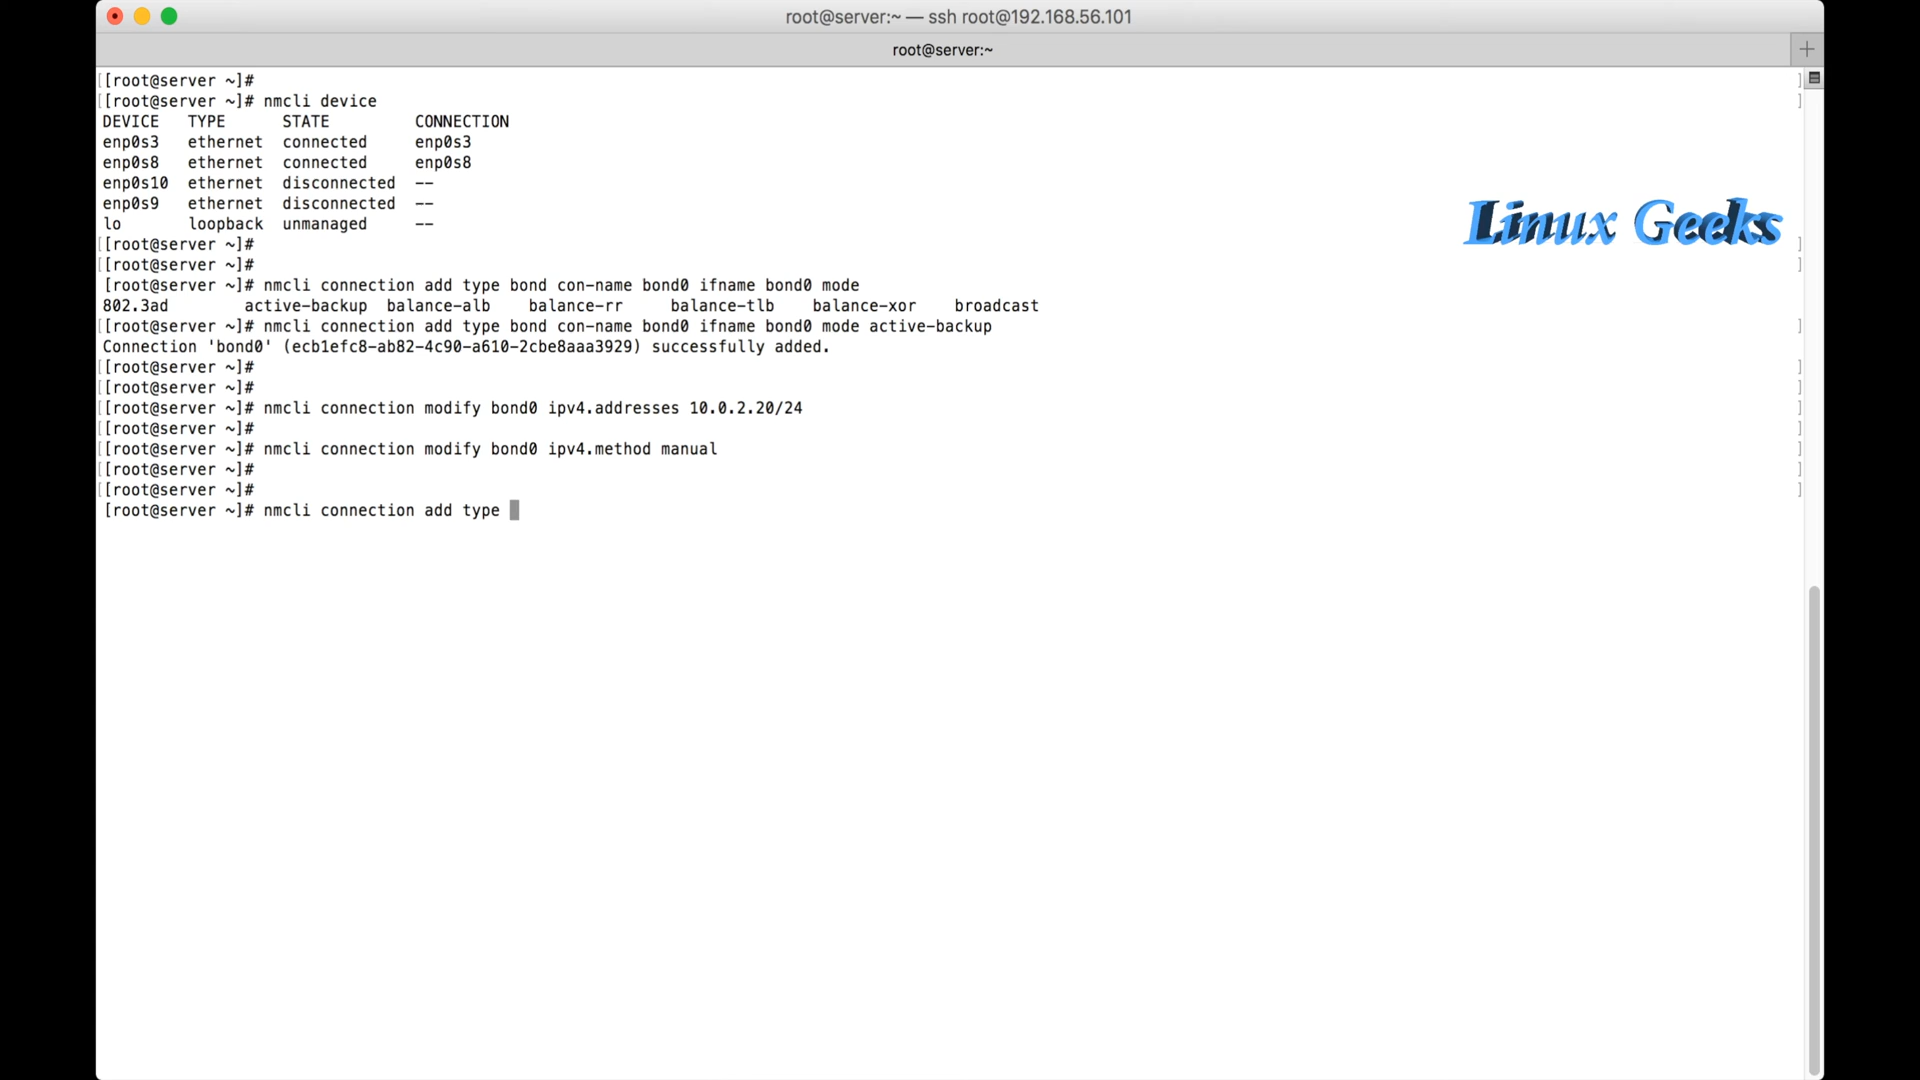 root@server:~ — ssh root@192.168.56.101
root@server:~
[[root@server ~]# ]
[[root@server ~]# nmcli device ]
DEVICE TYPE STATE CONNECTION
enp0s3 ethernet connected enp0s3
enp0s8 ethernet connected enp0s8
enp0s10 ethernet disconnected --
enp0s9 ethernet disconnected --
lo loopback unmanaged --
Linux Geeks
[[root@server ~]# ]
[[root@server ~]# ]
[root@server ~]# nmcli connection add type bond con-name bond0 ifname bond0 mode
802.3ad active-backup balance-alb balance-rr balance-tlb balance-xor broadcast
[[root@server ~]# nmcli connection add type bond con-name bond0 ifname bond0 mode active-backup ]
Connection 'bond0' (ecb1efc8-ab82-4c90-a610-2cbe8aaa3929) successfully added.
[[root@server ~]# ]
[[root@server ~]# ]
[[root@server ~]# nmcli connection modify bond0 ipv4.addresses 10.0.2.20/24 ]
[[root@server ~]# ]
[[root@server ~]# nmcli connection modify bond0 ipv4.method manual ]
[[root@server ~]# ]
[[root@server ~]# ]
[root@server ~]# nmcli connection add type